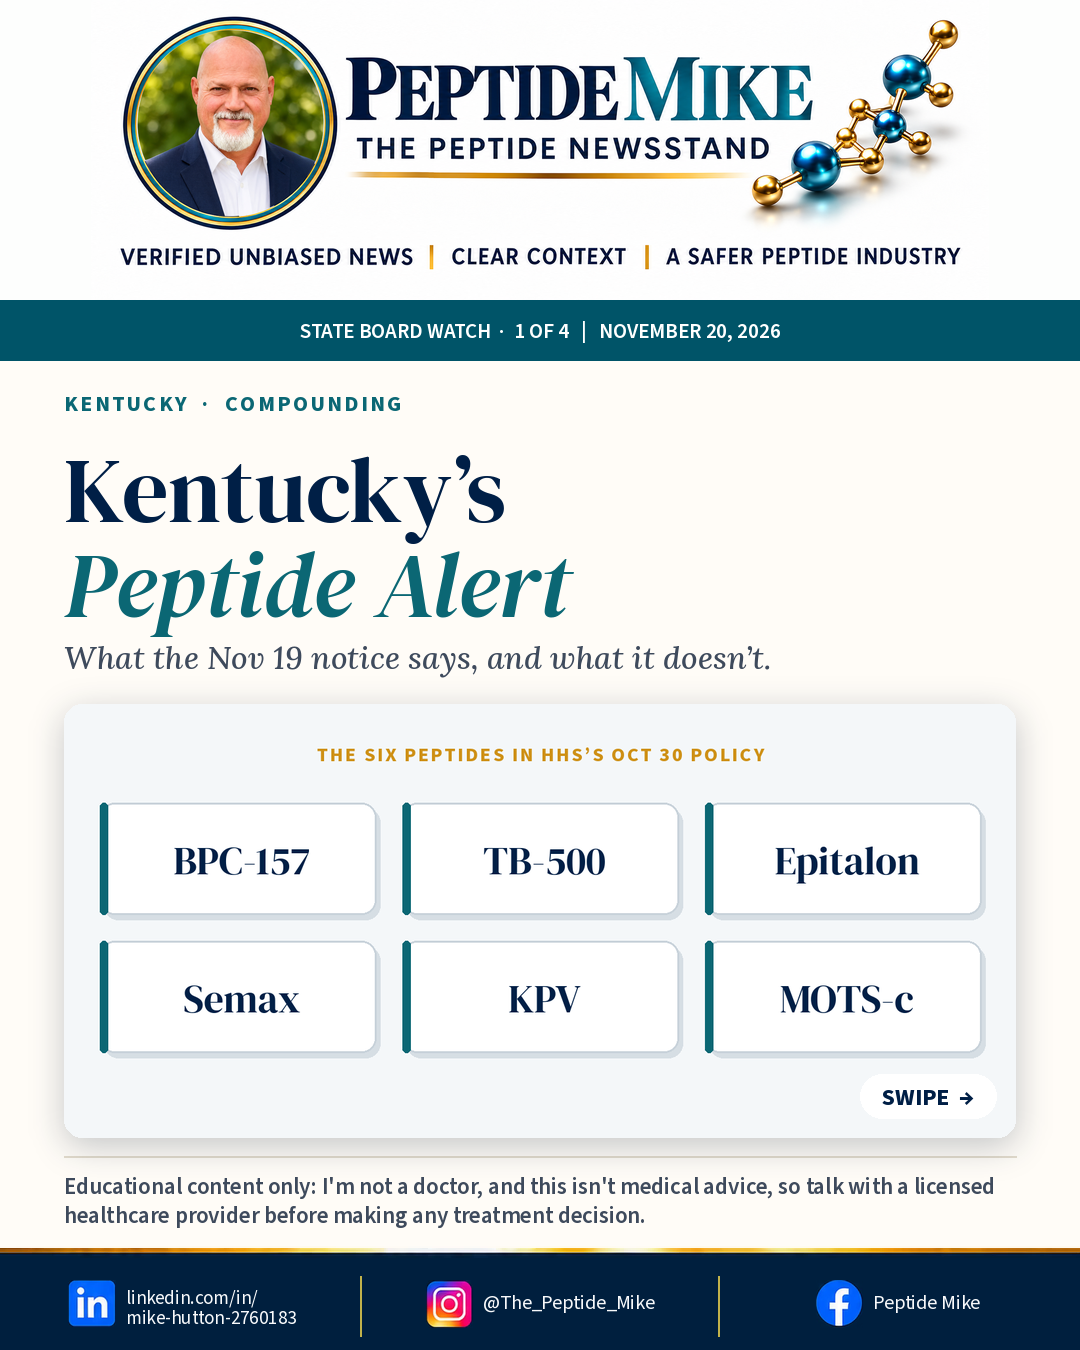 PEPTIDEMIKE
THE PEPTIDE NEWSSTAND
VERIFIED UNBIASED NEWS | CLEAR CONTEXT | A SAFER PEPTIDE INDUSTRY
STATE BOARD WATCH · 1 OF 4 | NOVEMBER 20, 2026
KENTUCKY · COMPOUNDING
Kentucky’s
Peptide Alert
What the Nov 19 notice says, and what it doesn’t.
THE SIX PEPTIDES IN HHS’S OCT 30 POLICY
BPC-157
TB-500
Epitalon
Semax
KPV
MOTS-c
SWIPE →
Educational content only: I'm not a doctor, and this isn't medical advice, so talk with a licensed
healthcare provider before making any treatment decision.
in
linkedin.com/in/
mike-hutton-2760183
@The_Peptide_Mike
f
Peptide Mike